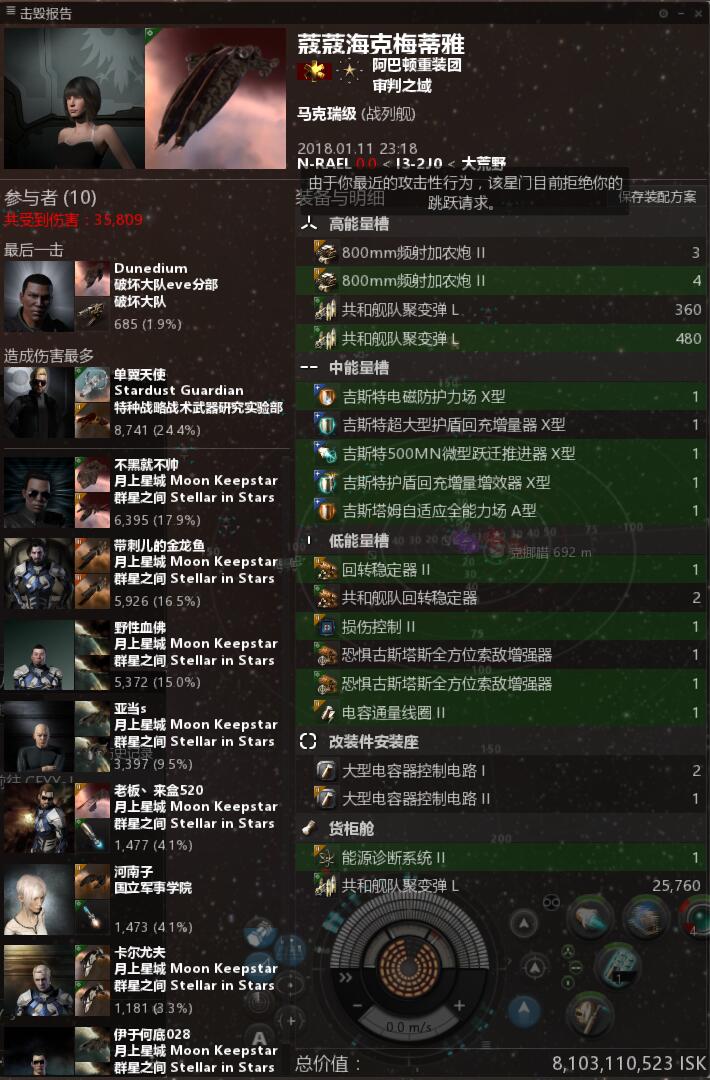 击毁报告
蔻蔻海克梅蒂雅
阿巴顿重装团
审判之域
马克瑞级 (战列舰)
2018.01.11 23:18
N-RAEL 0.0 < I3-2J0 < 大荒野
由于你最近的攻击性行为，该星门目前拒绝你的
跳跃请求。
参与者 (10)
共受到伤害：35,809
最后一击
Dunedium
破坏大队eve分部
破坏大队
685 (1.9%)
造成伤害最多
单翼天使
Stardust Guardian
特种战略战术武器研究实验部
8,741 (24.4%)
不黑就不帅
月上星城 Moon Keepstar
群星之间 Stellar in Stars
6,395 (17.9%)
带刺儿的金龙鱼
月上星城 Moon Keepstar
群星之间 Stellar in Stars
5,926 (16.5%)
野性血佛
月上星城 Moon Keepstar
群星之间 Stellar in Stars
5,372 (15.0%)
亚当s
月上星城 Moon Keepstar
群星之间 Stellar in Stars
3,397 (9.5%)
老板、来盒520
月上星城 Moon Keepstar
群星之间 Stellar in Stars
1,477 (4.1%)
河南子
国立军事学院
1,473 (4.1%)
卡尔尤夫
月上星城 Moon Keepstar
群星之间 Stellar in Stars
1,181 (3.3%)
伊于何底028
月上星城 Moon Keepstar
群星之间 Stellar in Stars
装备与明细
保存装配方案
高能量槽
800mm频射加农炮 II 3
800mm频射加农炮 II 4
共和舰队聚变弹 L 360
共和舰队聚变弹 L 480
中能量槽
吉斯特电磁防护力场 X型 1
吉斯特超大型护盾回充增量器 X型 1
吉斯特500MN微型跃迁推进器 X型 1
吉斯特护盾回充增量增效器 X型 1
吉斯塔姆自适应全能力场 A型 1
低能量槽
回转稳定器 II 1
共和舰队回转稳定器 2
损伤控制 II 1
恐惧古斯塔斯全方位索敌增强器 1
恐惧古斯塔斯全方位索敌增强器 1
电容通量线圈 II 1
克娜腊 692 m
改装件安装座
大型电容器控制电路 I 2
大型电容器控制电路 II 1
货柜舱
能源诊断系统 II 1
共和舰队聚变弹 L 25,760
0.0 m/s
总价值： 8,103,110,523 ISK